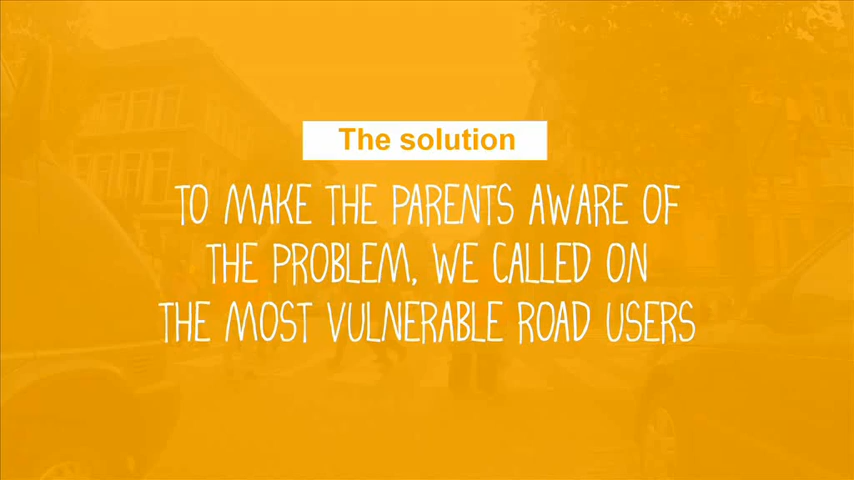 The solution
TO MAKE THE PARENTS AWARE OF
THE PROBLEM, WE CALLED ON
THE MOST VULNERABLE ROAD USERS